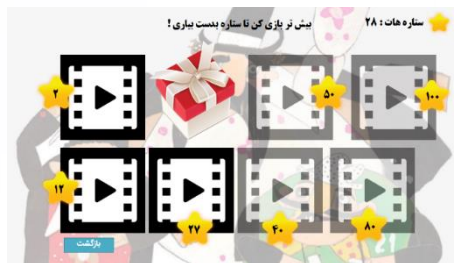 ستاره هات : ۲۸
بیش تر بازی کن تا ستاره بدست بیاری !
۱۰۰
۵۰
۲
۸۰
۴۰
۲۷
۱۲
بازگشت